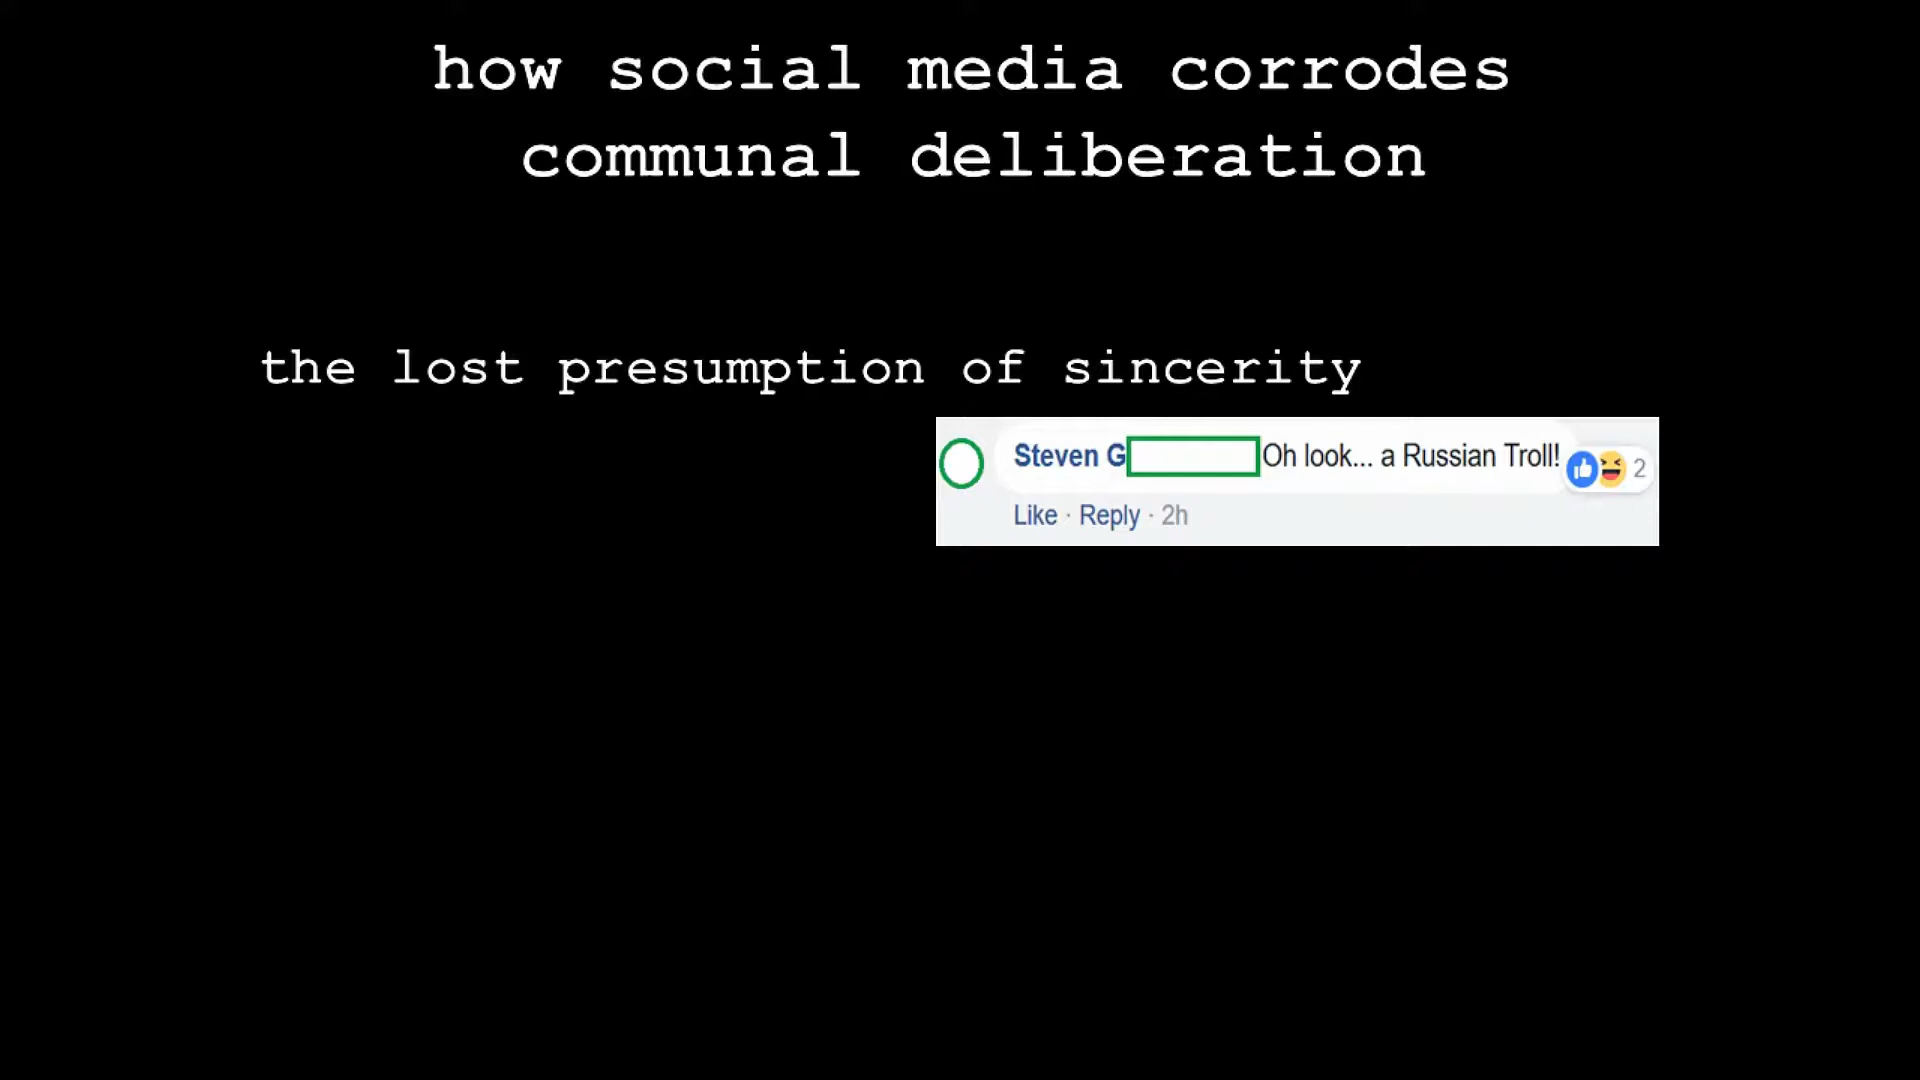 how social media corrodes
communal deliberation
the lost presumption of sincerity
Steven G Oh look... a Russian Troll! 2
Like · Reply · 2h